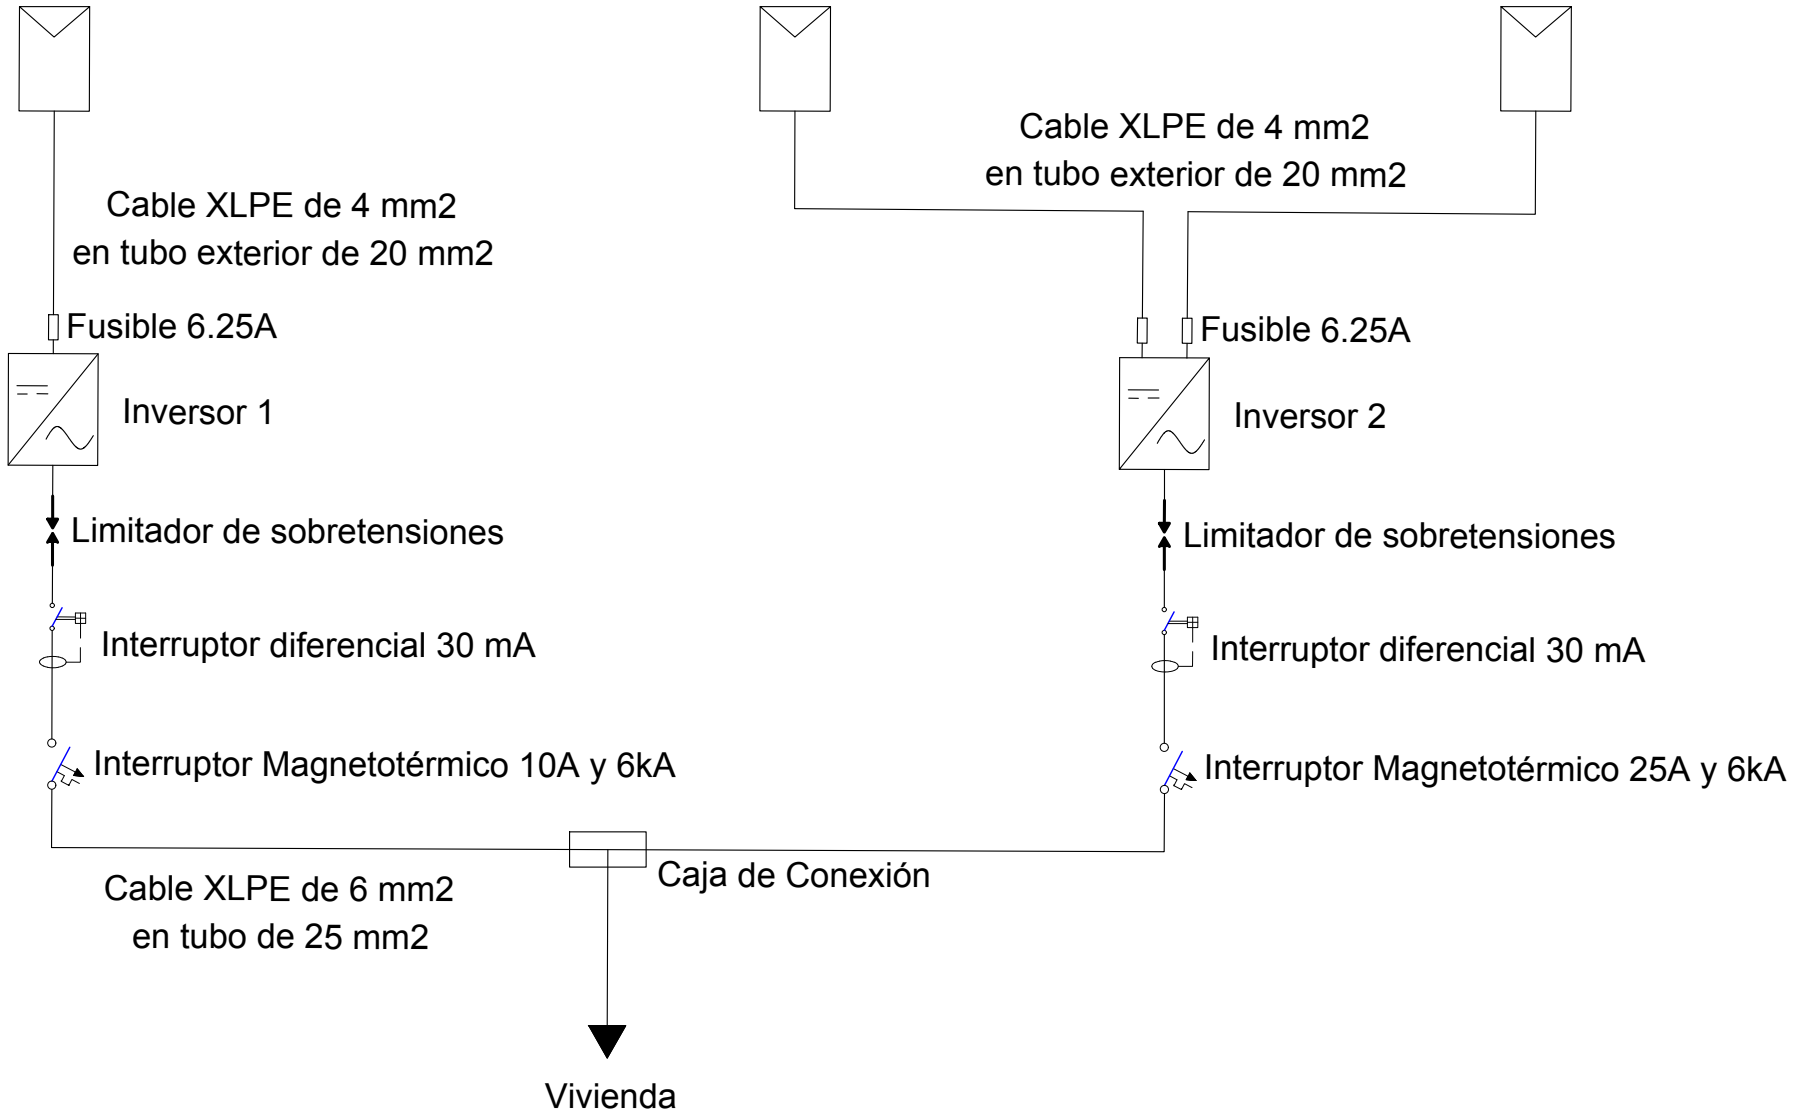 Cable XLPE de 4 mm2
en tubo exterior de 20 mm2
Cable XLPE de 4 mm2
en tubo exterior de 20 mm2
Fusible 6.25A
Fusible 6.25A
Inversor 1
Inversor 2
Limitador de sobretensiones
Limitador de sobretensiones
Interruptor diferencial 30 mA
Interruptor diferencial 30 mA
Interruptor Magnetotérmico 10A y 6kA
Interruptor Magnetotérmico 25A y 6kA
Caja de Conexión
Cable XLPE de 6 mm2
en tubo de 25 mm2
Vivienda